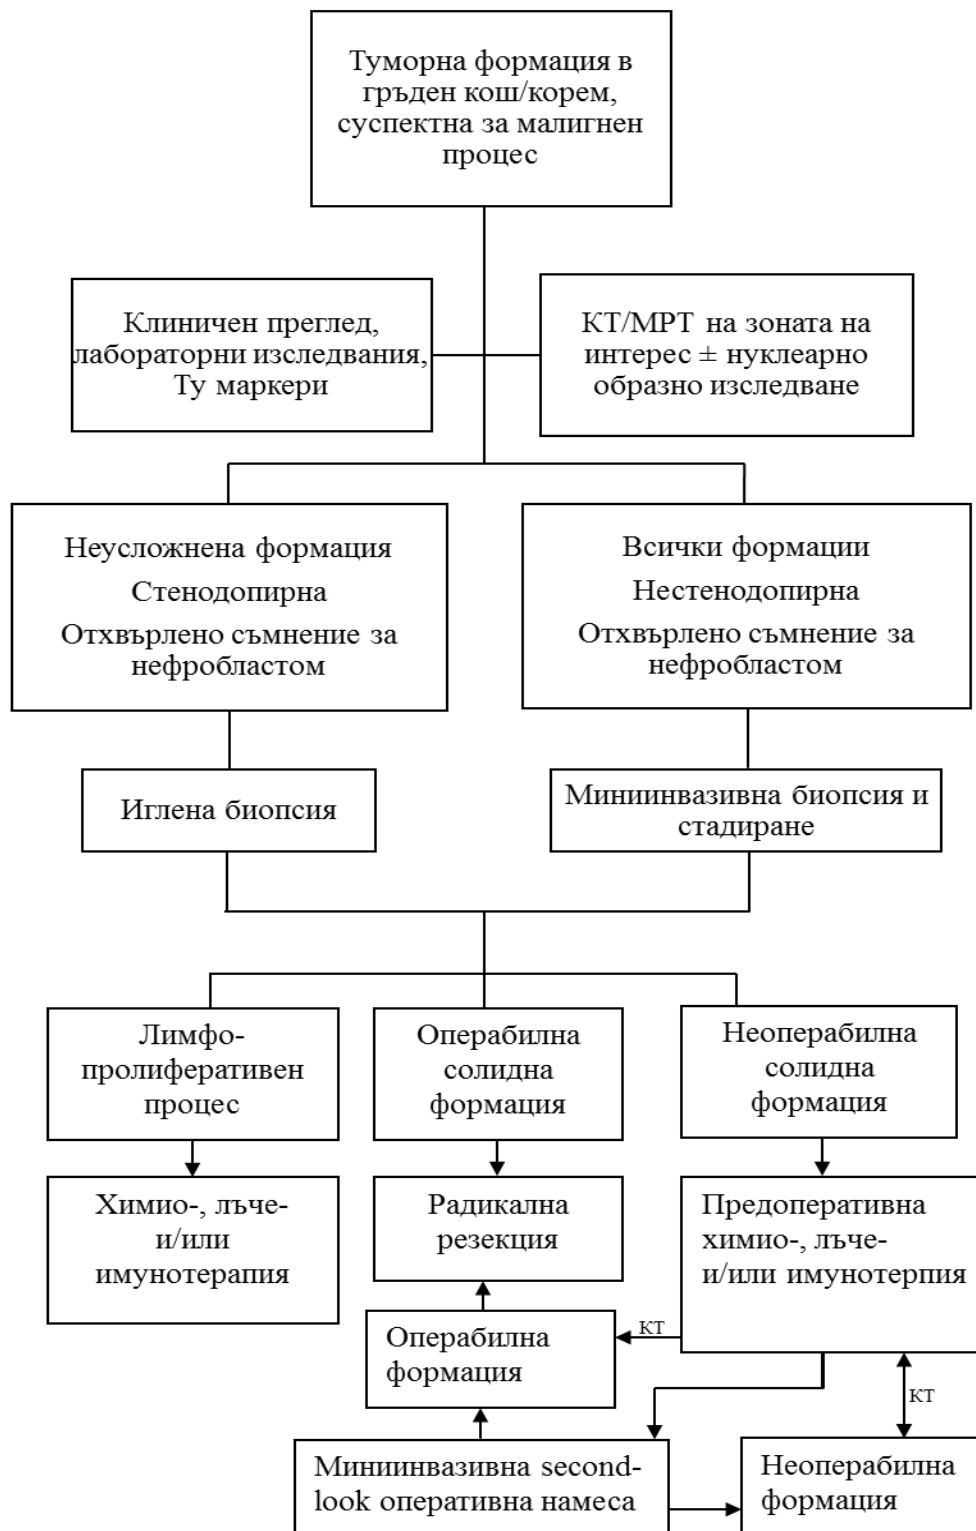 Туморна формация в
гръден кош/корем,
суспектна за малигнен
процес
Клиничен преглед,
лабораторни изследвания,
Ту маркери
КТ/МРТ на зоната на
интерес ± нуклеарно
образно изследване
Неусложнена формация
Стенодопирна
Отхвърлено съмнение за
нефробластом
Всички формации
Нестенодопирна
Отхвърлено съмнение за
нефробластом
Иглена биопсия
Миниинвазивна биопсия и
стадиране
Лимфо-
пролиферативен
процес
Операбилна
солидна
формация
Неоперабилна
солидна
формация
Химио-, лъче-
и/или
имунотерапия
Радикална
резекция
Предоперативна
химио-, лъче-
и/или имунотерпия
Операбилна
формация
КТ
КТ
Миниинвазивна second-
look оперативна намеса
Неоперабилна
формация